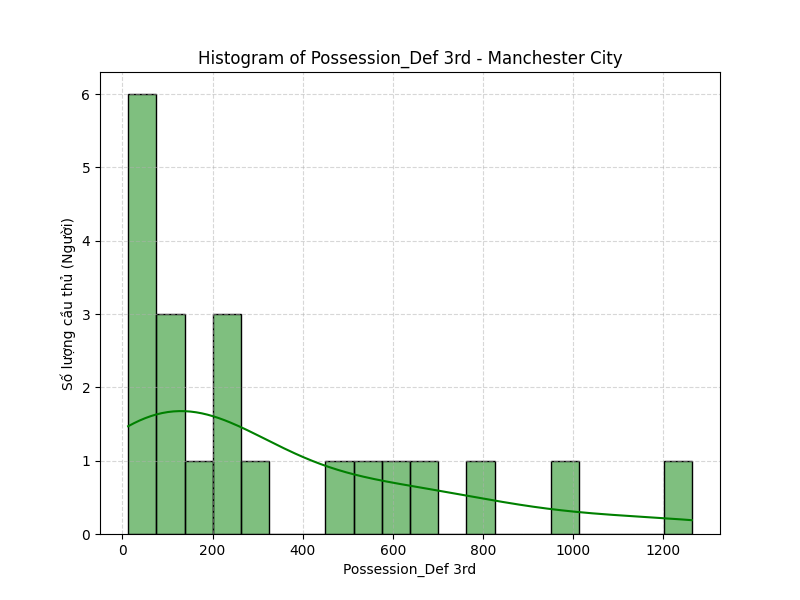 Histogram of Possession_Def 3rd - Manchester City
Số lượng cầu thủ (Người)
6
5
4
3
2
1
0
0 200 400 600 800 1000 1200
Possession_Def 3rd